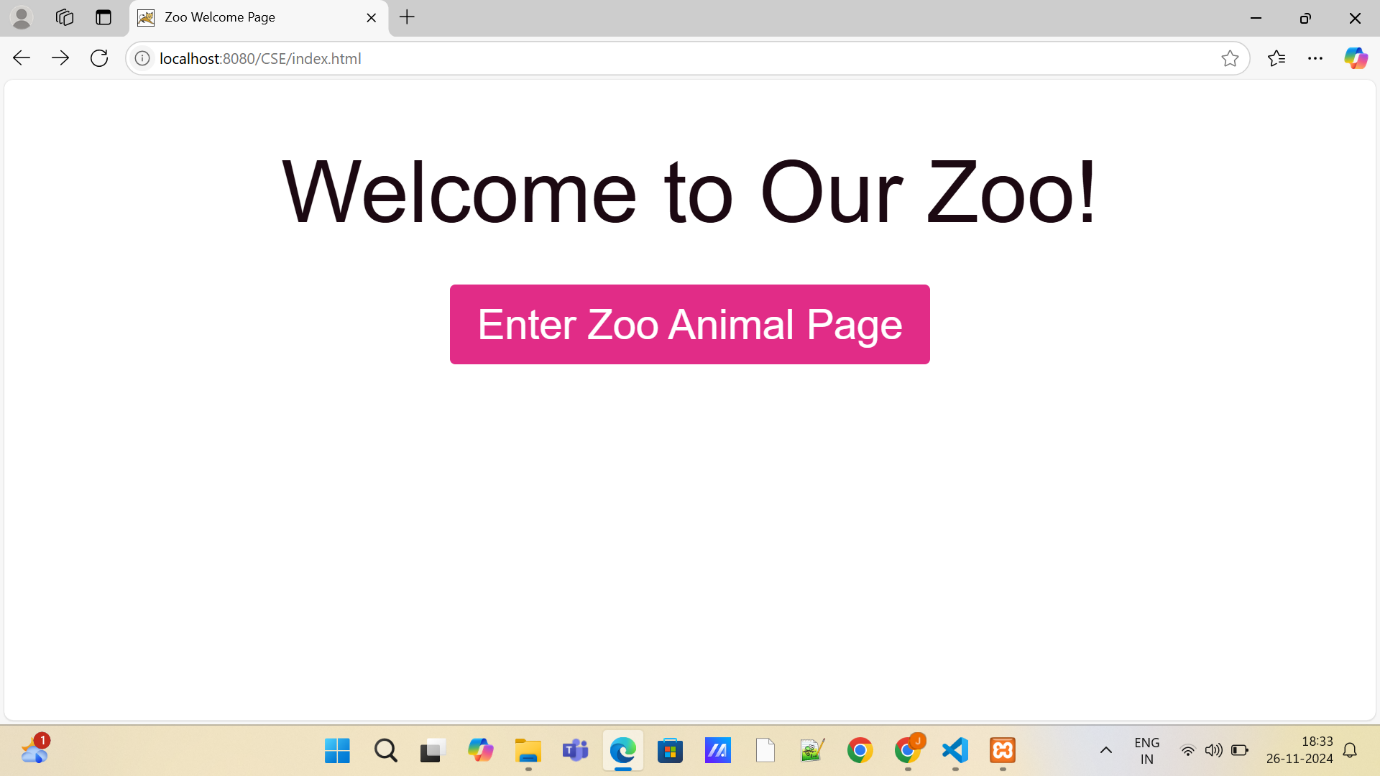 Zoo Welcome Page
localhost:8080/CSE/index.html
Welcome to Our Zoo!
Enter Zoo Animal Page
1
J
ENG
IN
18:33
26-11-2024